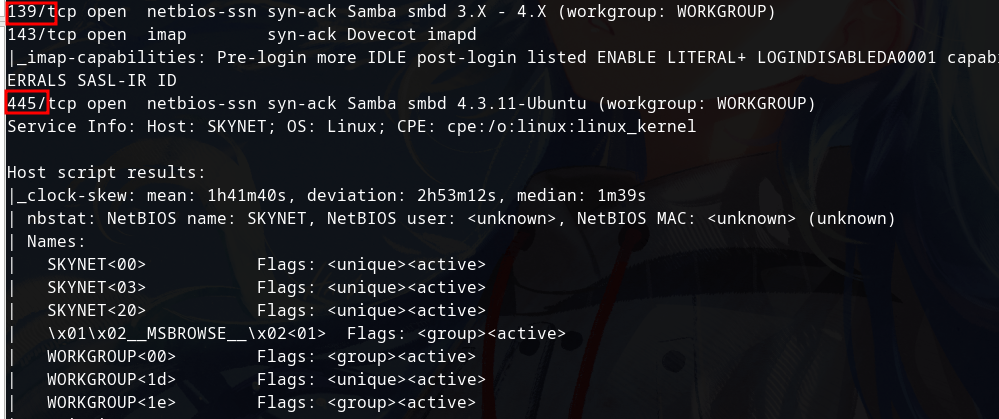 139/tcp open  netbios-ssn syn-ack Samba smbd 3.X - 4.X (workgroup: WORKGROUP)
143/tcp open  imap        syn-ack Dovecot imapd
|_imap-capabilities: Pre-login more IDLE post-login listed ENABLE LITERAL+ LOGINDISABLEDA0001 capabi
ERRALS SASL-IR ID
445/tcp open  netbios-ssn syn-ack Samba smbd 4.3.11-Ubuntu (workgroup: WORKGROUP)
Service Info: Host: SKYNET; OS: Linux; CPE: cpe:/o:linux:linux_kernel
Host script results:
|_clock-skew: mean: 1h41m40s, deviation: 2h53m12s, median: 1m39s
| nbstat: NetBIOS name: SKYNET, NetBIOS user: <unknown>, NetBIOS MAC: <unknown> (unknown)
| Names:
|   SKYNET<00>           Flags: <unique><active>
|   SKYNET<03>           Flags: <unique><active>
|   SKYNET<20>           Flags: <unique><active>
|   \x01\x02__MSBROWSE__\x02<01>  Flags: <group><active>
|   WORKGROUP<00>        Flags: <group><active>
|   WORKGROUP<1d>        Flags: <unique><active>
|   WORKGROUP<1e>        Flags: <group><active>